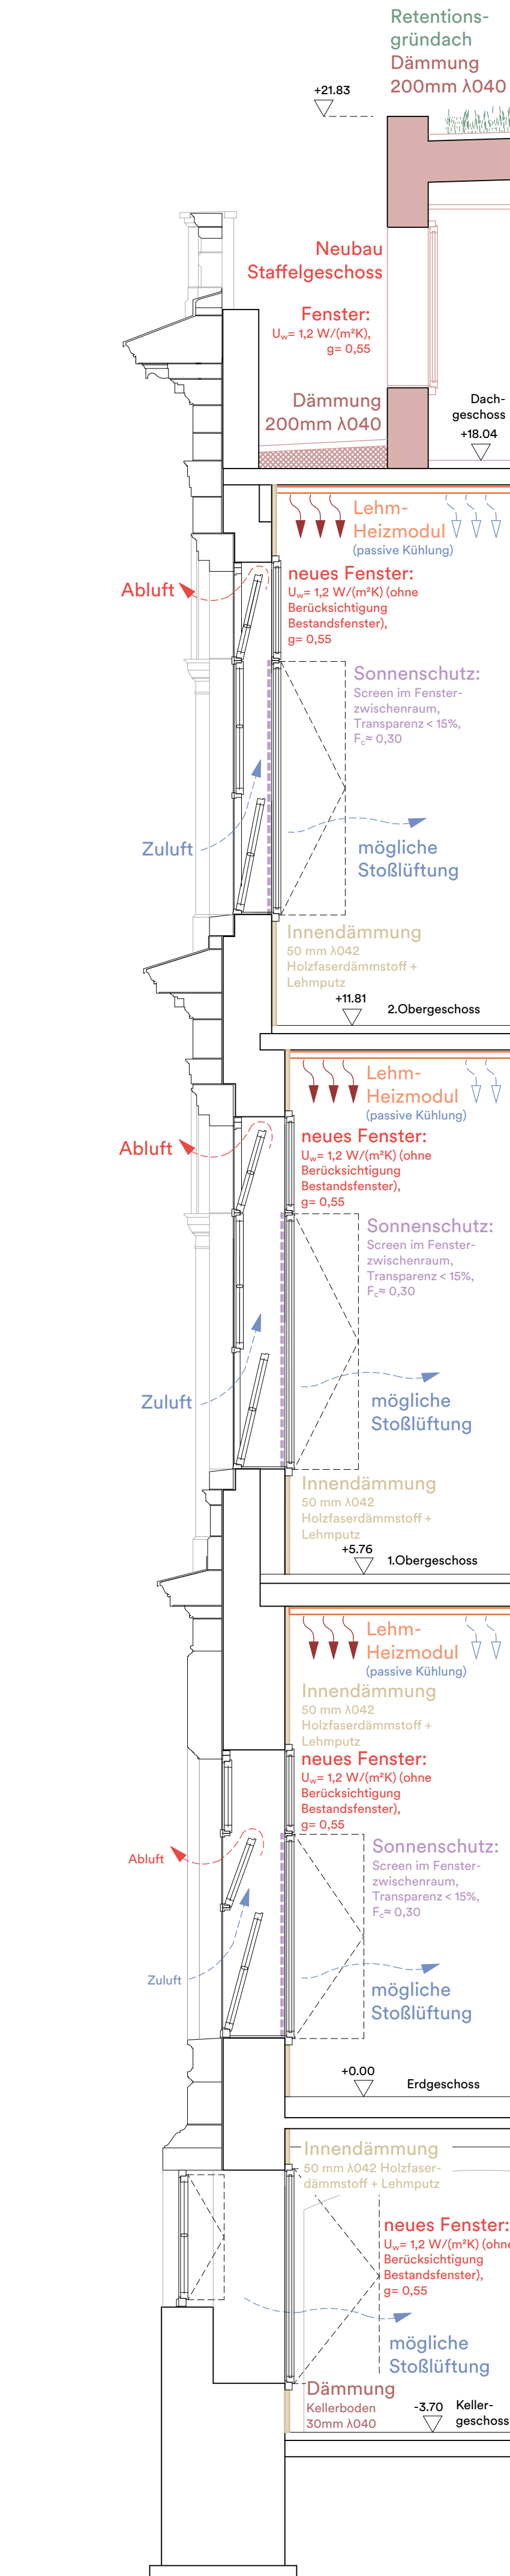 Retentions-
gründach
Dämmung
200mm λ040
+21.83
Neubau
Staffelgeschoss
Fenster:
Uw= 1,2 W/(m²K),
g= 0,55
Dämmung
200mm λ040
Dach-
geschoss
+18.04
Lehm-
Heizmodul
(passive Kühlung)
neues Fenster:
Uw= 1,2 W/(m²K) (ohne
Berücksichtigung
Bestandsfenster),
g= 0,55
Abluft
Sonnenschutz:
Screen im Fenster-
zwischenraum,
Transparenz < 15%,
Fc≈ 0,30
Zuluft
mögliche
Stoßlüftung
Innendämmung
50 mm λ042
Holzfaserdämmstoff +
Lehmputz
+11.81
2.Obergeschoss
Lehm-
Heizmodul
(passive Kühlung)
neues Fenster:
Uw= 1,2 W/(m²K) (ohne
Berücksichtigung
Bestandsfenster),
g= 0,55
Abluft
Sonnenschutz:
Screen im Fenster-
zwischenraum,
Transparenz < 15%,
Fc≈ 0,30
Zuluft
mögliche
Stoßlüftung
Innendämmung
50 mm λ042
Holzfaserdämmstoff +
Lehmputz
+5.76
1.Obergeschoss
Lehm-
Heizmodul
(passive Kühlung)
Innendämmung
50 mm λ042
Holzfaserdämmstoff +
Lehmputz
neues Fenster:
Uw= 1,2 W/(m²K) (ohne
Berücksichtigung
Bestandsfenster),
g= 0,55
Abluft
Sonnenschutz:
Screen im Fenster-
zwischenraum,
Transparenz < 15%,
Fc≈ 0,30
Zuluft
mögliche
Stoßlüftung
+0.00
Erdgeschoss
Innendämmung
50 mm λ042 Holzfaser-
dämmstoff + Lehmputz
neues Fenster:
Uw= 1,2 W/(m²K) (ohne
Berücksichtigung
Bestandsfenster),
g= 0,55
mögliche
Stoßlüftung
Dämmung
Kellerboden
30mm λ040
-3.70
Keller-
geschoss